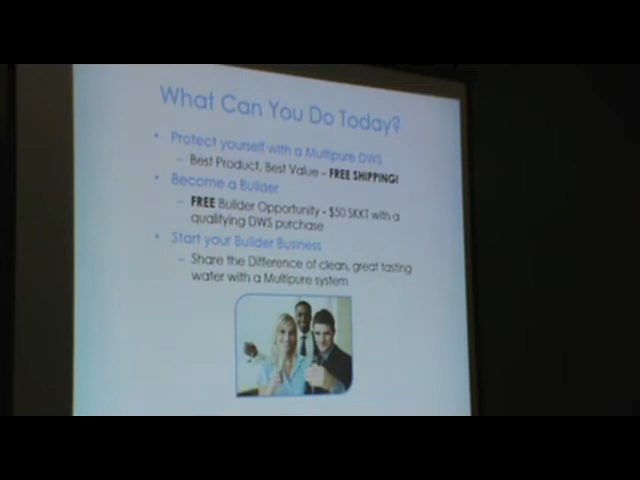 What Can You Do Today?
• Protect yourself with a Multipure DWS
– Best Product, Best Value – FREE SHIPPING!
• Become a Builder
– FREE Builder Opportunity - $50 SKKT with a
qualifying DWS purchase
• Start your Builder Business
– Share the Difference of clean, great tasting
water with a Multipure system